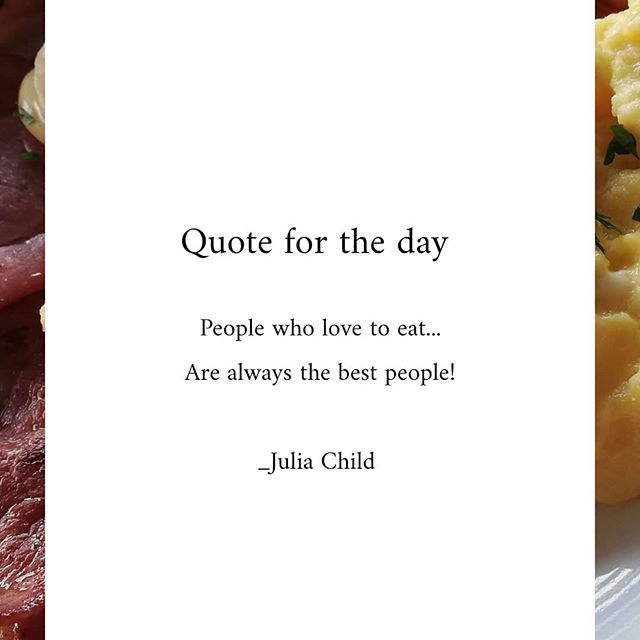 Quote for the day
People who love to eat...
Are always the best people!
_Julia Child